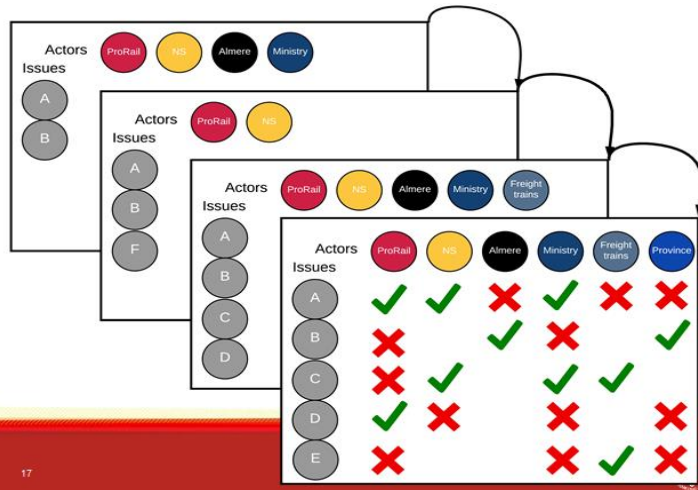 Actors ProRail NS Almere Ministry
Issues
A
B
Actors ProRail NS
Issues
A
B
F
Actors ProRail NS Almere Ministry Freight trains
Issues
A
B
C
D
Actors ProRail NS Almere Ministry Freight trains Province
Issues
A
B
C
D
E
17